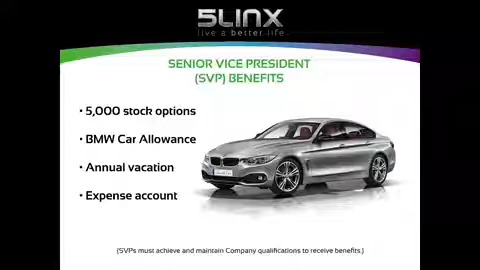 5LINX
live a better life
SENIOR VICE PRESIDENT
(SVP) BENEFITS
• 5,000 stock options
• BMW Car Allowance
• Annual vacation
• Expense account
(SVPs must achieve and maintain Company qualifications to receive benefits.)